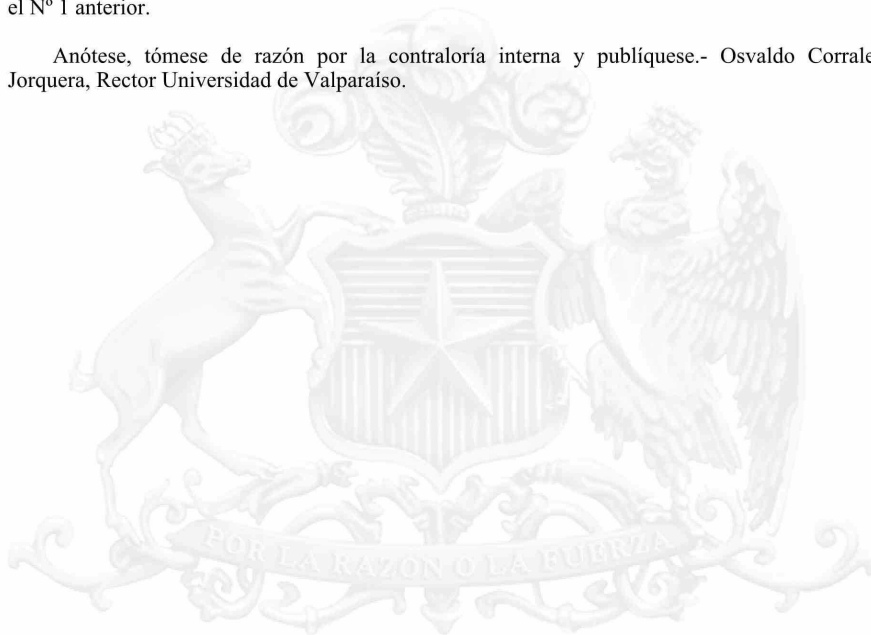 el Nº 1 anterior.
Anótese, tómese de razón por la contraloría interna y publíquese.- Osvaldo Corrale
Jorquera, Rector Universidad de Valparaíso.
POR LA RAZÓN O LA FUERZA